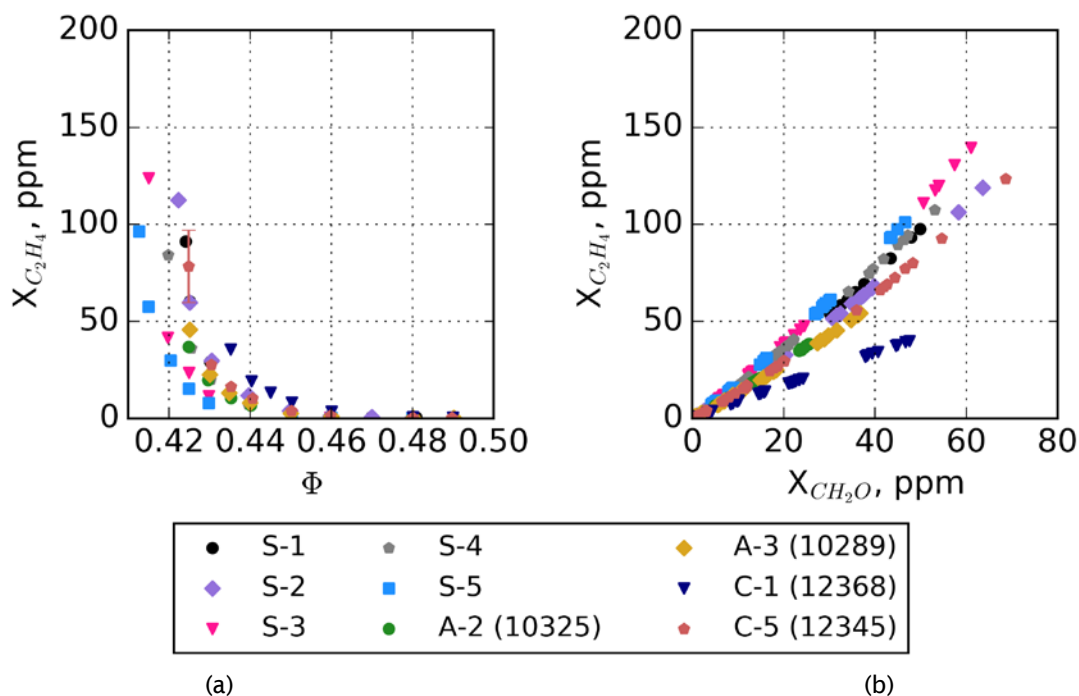 200
150
100
50
0
X_{C_2H_4}, ppm
0.42 0.44 0.46 0.48 0.50
Φ
200
150
100
50
0
X_{C_2H_4}, ppm
0 20 40 60 80
X_{CH_2O}, ppm
S-1 S-4 A-3 (10289)
S-2 S-5 C-1 (12368)
S-3 A-2 (10325) C-5 (12345)
(a) (b)